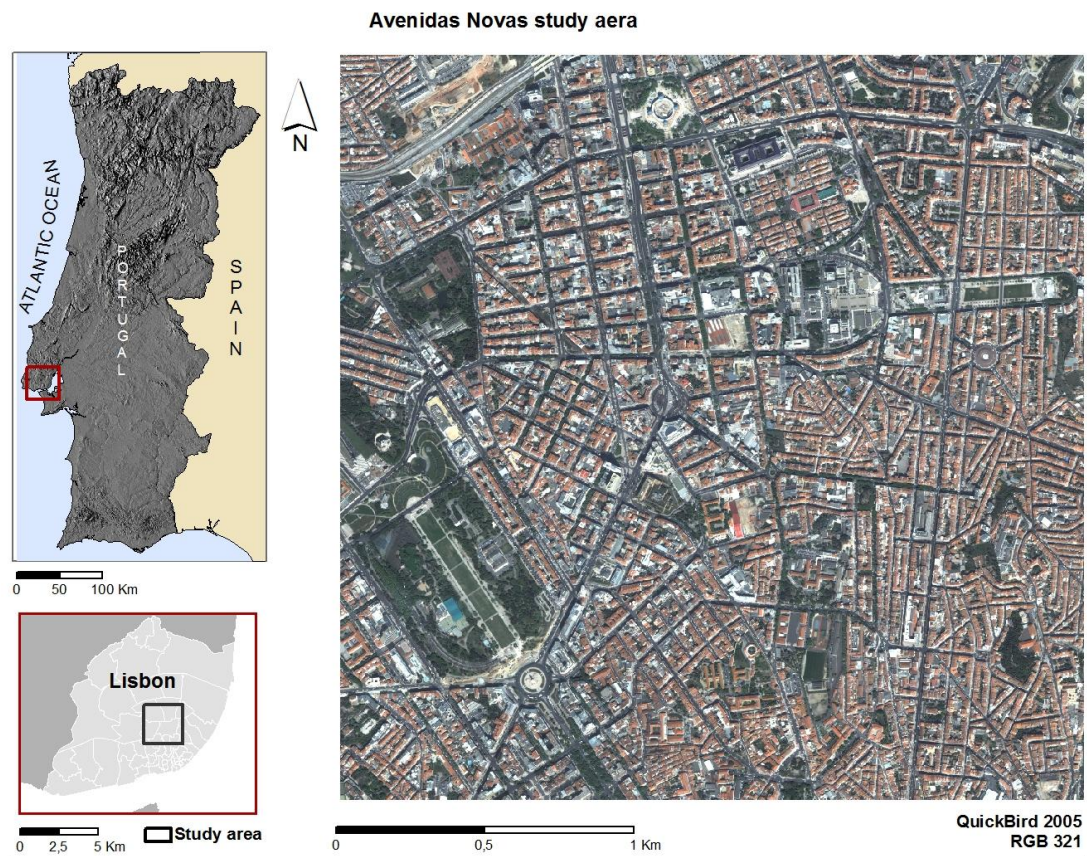 Avenidas Novas study aera
N
ATLANTIC OCEAN
PORTUGAL
SPAIN
0 50 100 Km
Lisbon
0 2,5 5 Km
Study area
0 0,5 1 Km
QuickBird 2005
RGB 321